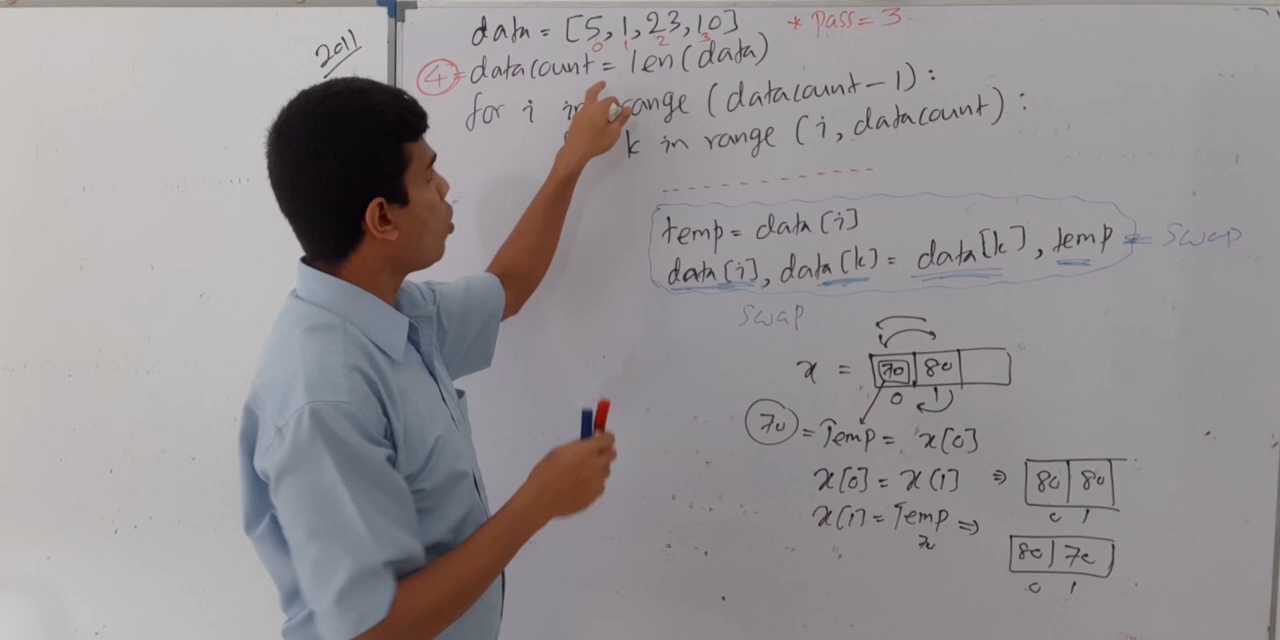 2011
data = [5, 1, 23, 10] * Pass = 3
0 1 2 3
4 = datacount = len(data)
for i in range (datacount - 1) :
k in range (i, datacount) :
temp = data[i]
data[i], data[k] = data[k], temp = Swap
Swap
x = 70 80
0 1
70 = Temp = x[0]
x[0] = x[1] ⇒ 80 80
0 1
x[1] = Temp ⇒
70
80 70
0 1